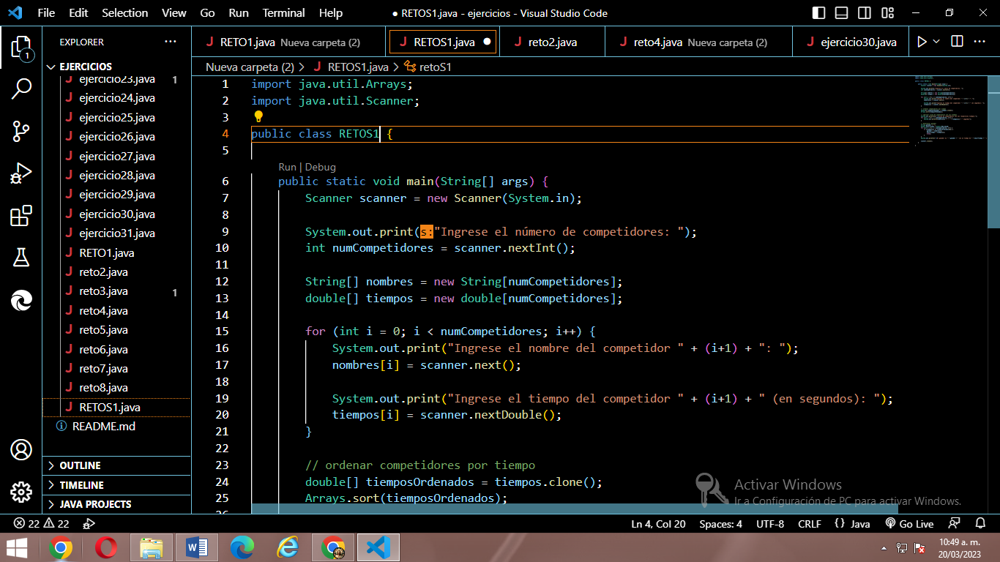 File Edit Selection View Go Run Terminal Help ● RETOS1.java - ejercicios - Visual Studio Code
EXPLORER ...
J RETO1.java Nueva carpeta (2) J RETOS1.java ● J reto2.java J reto4.java Nueva carpeta (2) J ejercicio30.java ...
1
EJERCICIOS
J ejercicio23.java 1
J ejercicio24.java
J ejercicio25.java
J ejercicio26.java
J ejercicio27.java
J ejercicio28.java
J ejercicio29.java
J ejercicio30.java
J ejercicio31.java
J RETO1.java
J reto2.java
J reto3.java 1
J reto4.java
J reto5.java
J reto6.java
J reto7.java
J reto8.java
J RETOS1.java
README.md
OUTLINE
TIMELINE
JAVA PROJECTS
Nueva carpeta (2) > J RETOS1.java > retoS1
1 import java.util.Arrays;
2 import java.util.Scanner;
3
4 public class RETOS1 {
5
Run | Debug
6 public static void main(String[] args) {
7 Scanner scanner = new Scanner(System.in);
8
9 System.out.print(s:"Ingrese el número de competidores: ");
10 int numCompetidores = scanner.nextInt();
11
12 String[] nombres = new String[numCompetidores];
13 double[] tiempos = new double[numCompetidores];
14
15 for (int i = 0; i < numCompetidores; i++) {
16 System.out.print("Ingrese el nombre del competidor " + (i+1) + ": ");
17 nombres[i] = scanner.next();
18
19 System.out.print("Ingrese el tiempo del competidor " + (i+1) + " (en segundos): ");
20 tiempos[i] = scanner.nextDouble();
21 }
22
23 // ordenar competidores por tiempo
24 double[] tiemposOrdenados = tiempos.clone();
25 Arrays.sort(tiemposOrdenados);
26
Activar Windows
Ir a Configuración de PC para activar Windows.
22 22 Ln 4, Col 20 Spaces: 4 UTF-8 CRLF {} Java Go Live
10:49 a. m.
20/03/2023